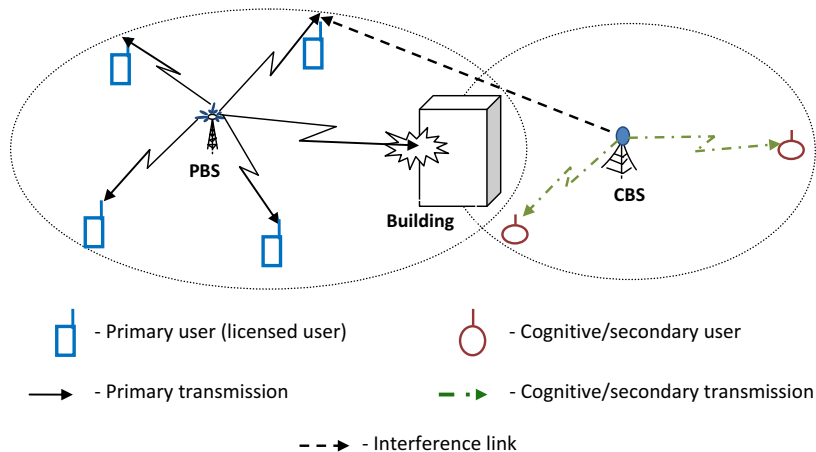 PBS
Building
CBS
- Primary user (licensed user)
- Cognitive/secondary user
- Primary transmission
- Cognitive/secondary transmission
- Interference link